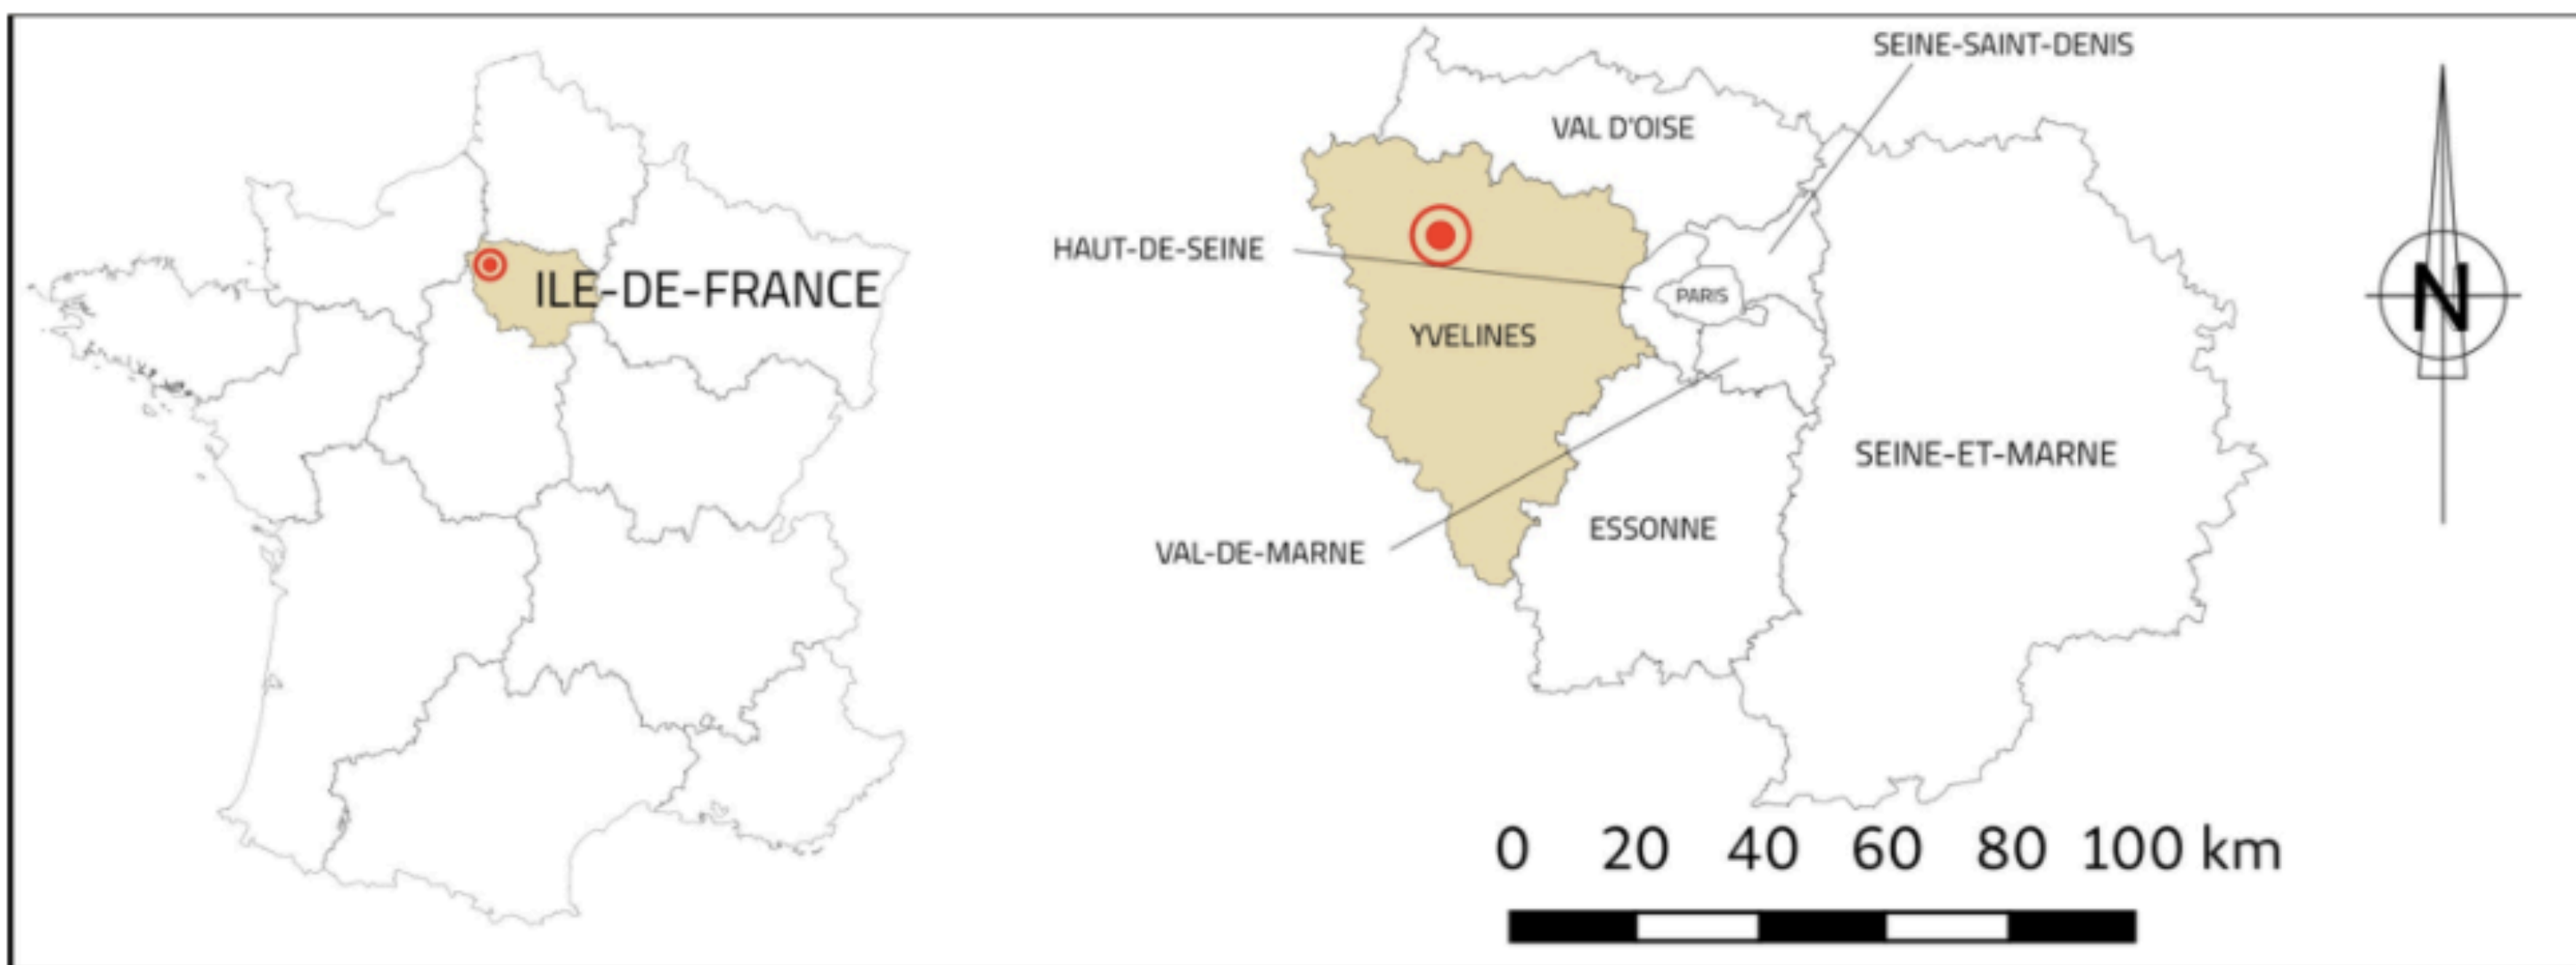 ILE-DE-FRANCE
SEINE-SAINT-DENIS
VAL D'OISE
HAUT-DE-SEINE
PARIS
YVELINES
SEINE-ET-MARNE
ESSONNE
VAL-DE-MARNE
N
0 20 40 60 80 100 km